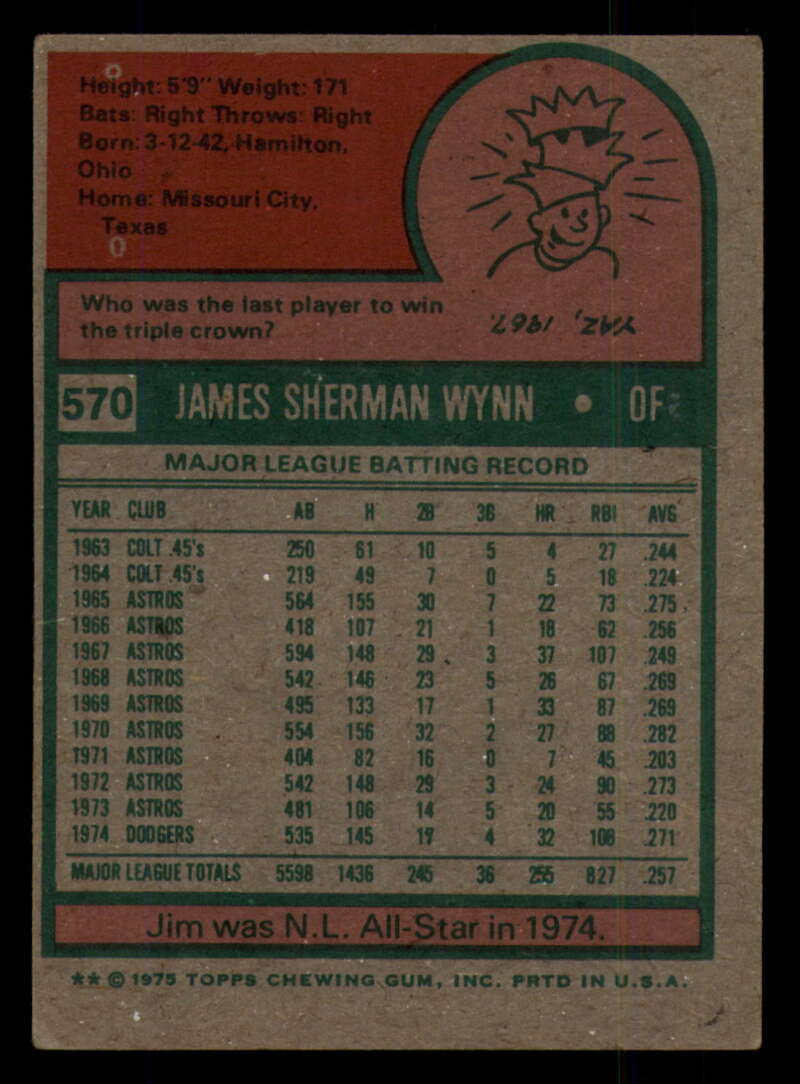 Height: 5'9" Weight: 171
Bats: Right Throws: Right
Born: 3-12-42, Hamilton,
Ohio
Home: Missouri City,
Texas
Who was the last player to win
the triple crown?
YAZ, 1967.
570 JAMES SHERMAN WYNN • OF
MAJOR LEAGUE BATTING RECORD
YEAR CLUB AB H 2B 3B HR RBI AVG
1963 COLT .45's 250 61 10 5 4 27 .244
1964 COLT .45's 219 49 7 0 5 18 .224
1965 ASTROS 564 155 30 7 22 73 .275
1966 ASTROS 418 107 21 1 18 62 .256
1967 ASTROS 594 148 29 3 37 107 .249
1968 ASTROS 542 146 23 5 26 67 .269
1969 ASTROS 495 133 17 1 33 87 .269
1970 ASTROS 554 156 32 2 27 88 .282
1971 ASTROS 404 82 16 0 7 45 .203
1972 ASTROS 542 148 29 3 24 90 .273
1973 ASTROS 481 106 14 5 20 55 .220
1974 DODGERS 535 145 17 4 32 108 .271
MAJOR LEAGUE TOTALS 5598 1436 245 36 255 827 .257
Jim was N.L. All-Star in 1974.
** © 1975 TOPPS CHEWING GUM, INC. PRTD IN U.S.A.